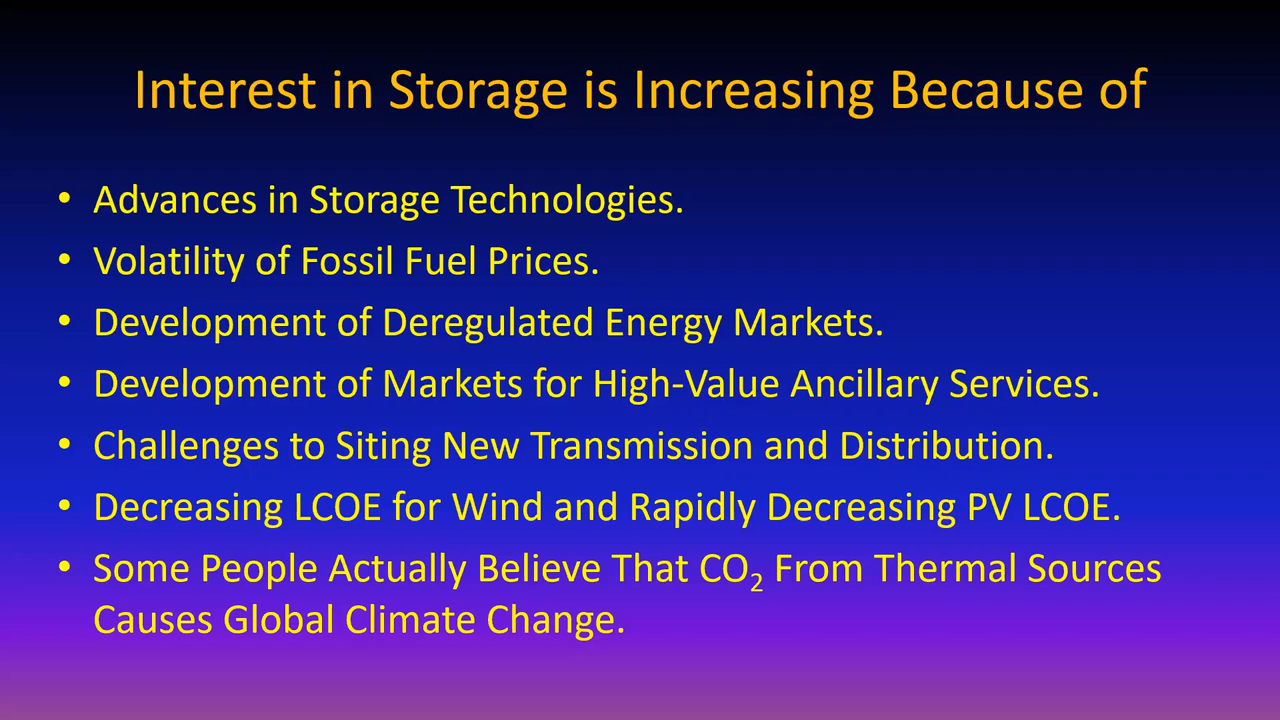 Interest in Storage is Increasing Because of
• Advances in Storage Technologies.
• Volatility of Fossil Fuel Prices.
• Development of Deregulated Energy Markets.
• Development of Markets for High-Value Ancillary Services.
• Challenges to Siting New Transmission and Distribution.
• Decreasing LCOE for Wind and Rapidly Decreasing PV LCOE.
• Some People Actually Believe That CO₂ From Thermal Sources
Causes Global Climate Change.